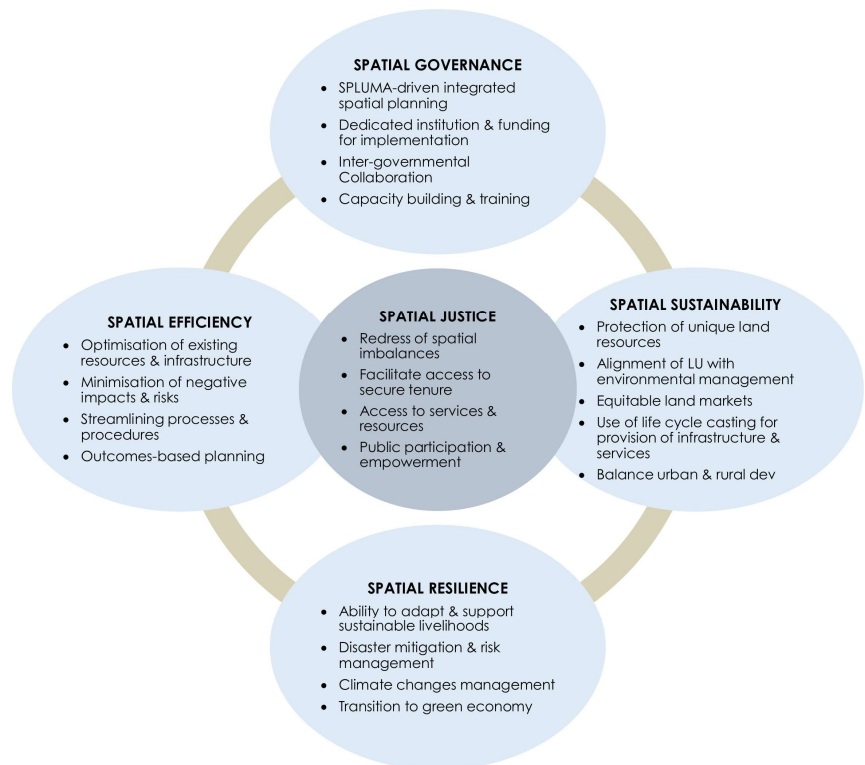 SPATIAL GOVERNANCE
• SPLUMA-driven integrated
spatial planning
• Dedicated institution & funding
for implementation
• Inter-governmental
Collaboration
• Capacity building & training
SPATIAL EFFICIENCY
• Optimisation of existing
resources & infrastructure
• Minimisation of negative
impacts & risks
• Streamlining processes &
procedures
• Outcomes-based planning
SPATIAL JUSTICE
• Redress of spatial
imbalances
• Facilitate access to
secure tenure
• Access to services &
resources
• Public participation &
empowerment
SPATIAL SUSTAINABILITY
• Protection of unique land
resources
• Alignment of LU with
environmental management
• Equitable land markets
• Use of life cycle casting for
provision of infrastructure &
services
• Balance urban & rural dev
SPATIAL RESILIENCE
• Ability to adapt & support
sustainable livelihoods
• Disaster mitigation & risk
management
• Climate changes management
• Transition to green economy